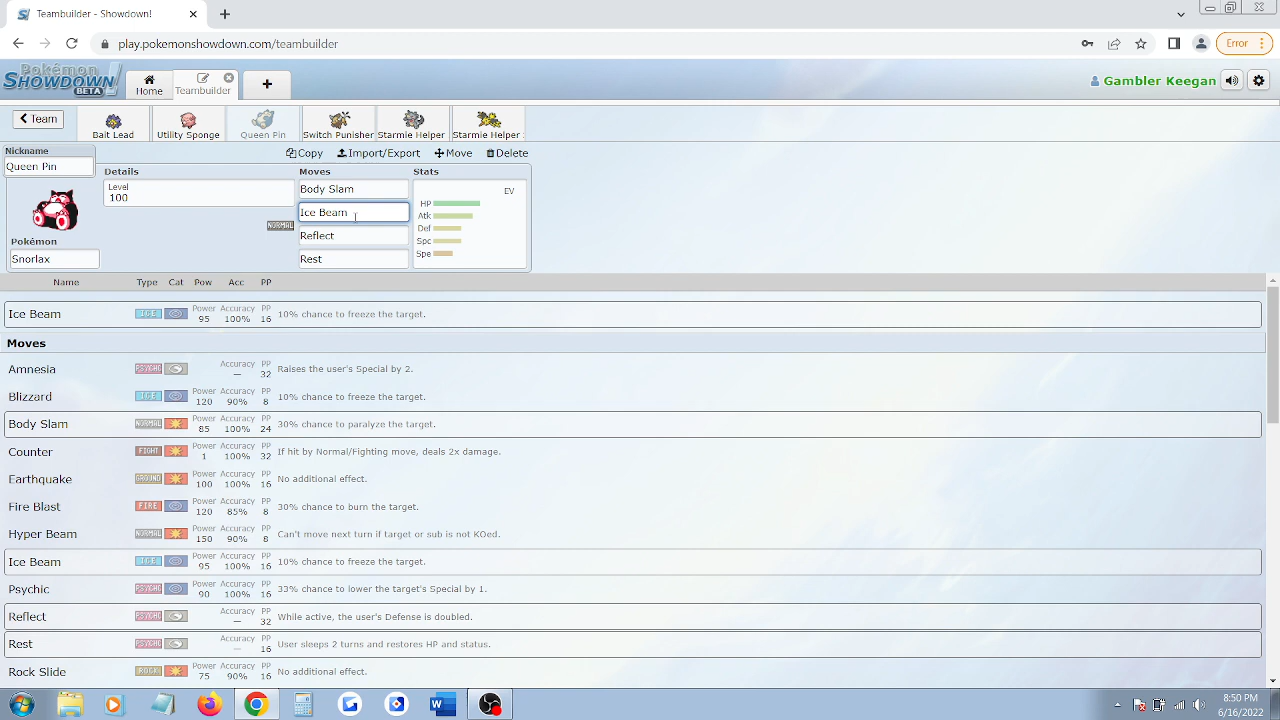 Teambuilder - Showdown!
play.pokemonshowdown.com/teambuilder
Error
Pokémon
SHOWDOWN
BETA
Home
Teambuilder
Gambler Keegan
Team
Bait Lead
Utility Sponge
Queen Pin
Switch Punisher
Starmie Helper
Starmie Helper
Nickname
Queen Pin
Copy
Import/Export
Move
Delete
Details
Moves
Stats
Level
100
NORMAL
Pokémon
Snorlax
Body Slam
Ice Beam
Reflect
Rest
EV
HP
Atk
Def
Spc
Spe
Name Type Cat Pow Acc PP
Ice Beam ICE Power 95 Accuracy 100% PP 16 10% chance to freeze the target.
Moves
Amnesia PSYCHC Accuracy — PP 32 Raises the user's Special by 2.
Blizzard ICE Power 120 Accuracy 90% PP 8 10% chance to freeze the target.
Body Slam NORMAL Power 85 Accuracy 100% PP 24 30% chance to paralyze the target.
Counter FIGHT Power 1 Accuracy 100% PP 32 If hit by Normal/Fighting move, deals 2x damage.
Earthquake GROUND Power 100 Accuracy 100% PP 16 No additional effect.
Fire Blast FIRE Power 120 Accuracy 85% PP 8 30% chance to burn the target.
Hyper Beam NORMAL Power 150 Accuracy 90% PP 8 Can't move next turn if target or sub is not KOed.
Ice Beam ICE Power 95 Accuracy 100% PP 16 10% chance to freeze the target.
Psychic PSYCHC Power 90 Accuracy 100% PP 16 33% chance to lower the target's Special by 1.
Reflect PSYCHC Accuracy — PP 32 While active, the user's Defense is doubled.
Rest PSYCHC Accuracy — PP 16 User sleeps 2 turns and restores HP and status.
Rock Slide ROCK Power 75 Accuracy 90% PP 16 No additional effect.
8:50 PM
6/16/2022